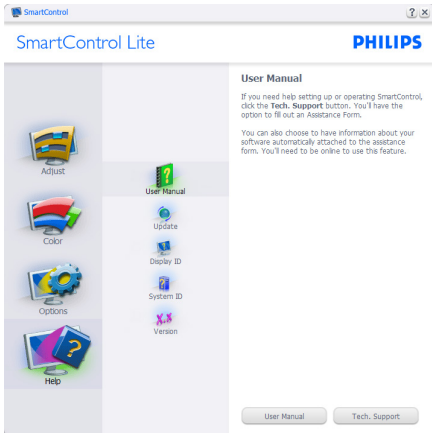 SmartControl
SmartControl Lite
PHILIPS
Adjust
Color
Options
Help
User Manual
Update
Display ID
System ID
X.X
Version
User Manual
If you need help setting up or operating SmartControl,
click the Tech. Support button. You'll have the
option to fill out an Assistance Form.
You can also choose to have information about your
software automatically attached to the assistance
form. You'll need to be online to use this feature.
User Manual
Tech. Support